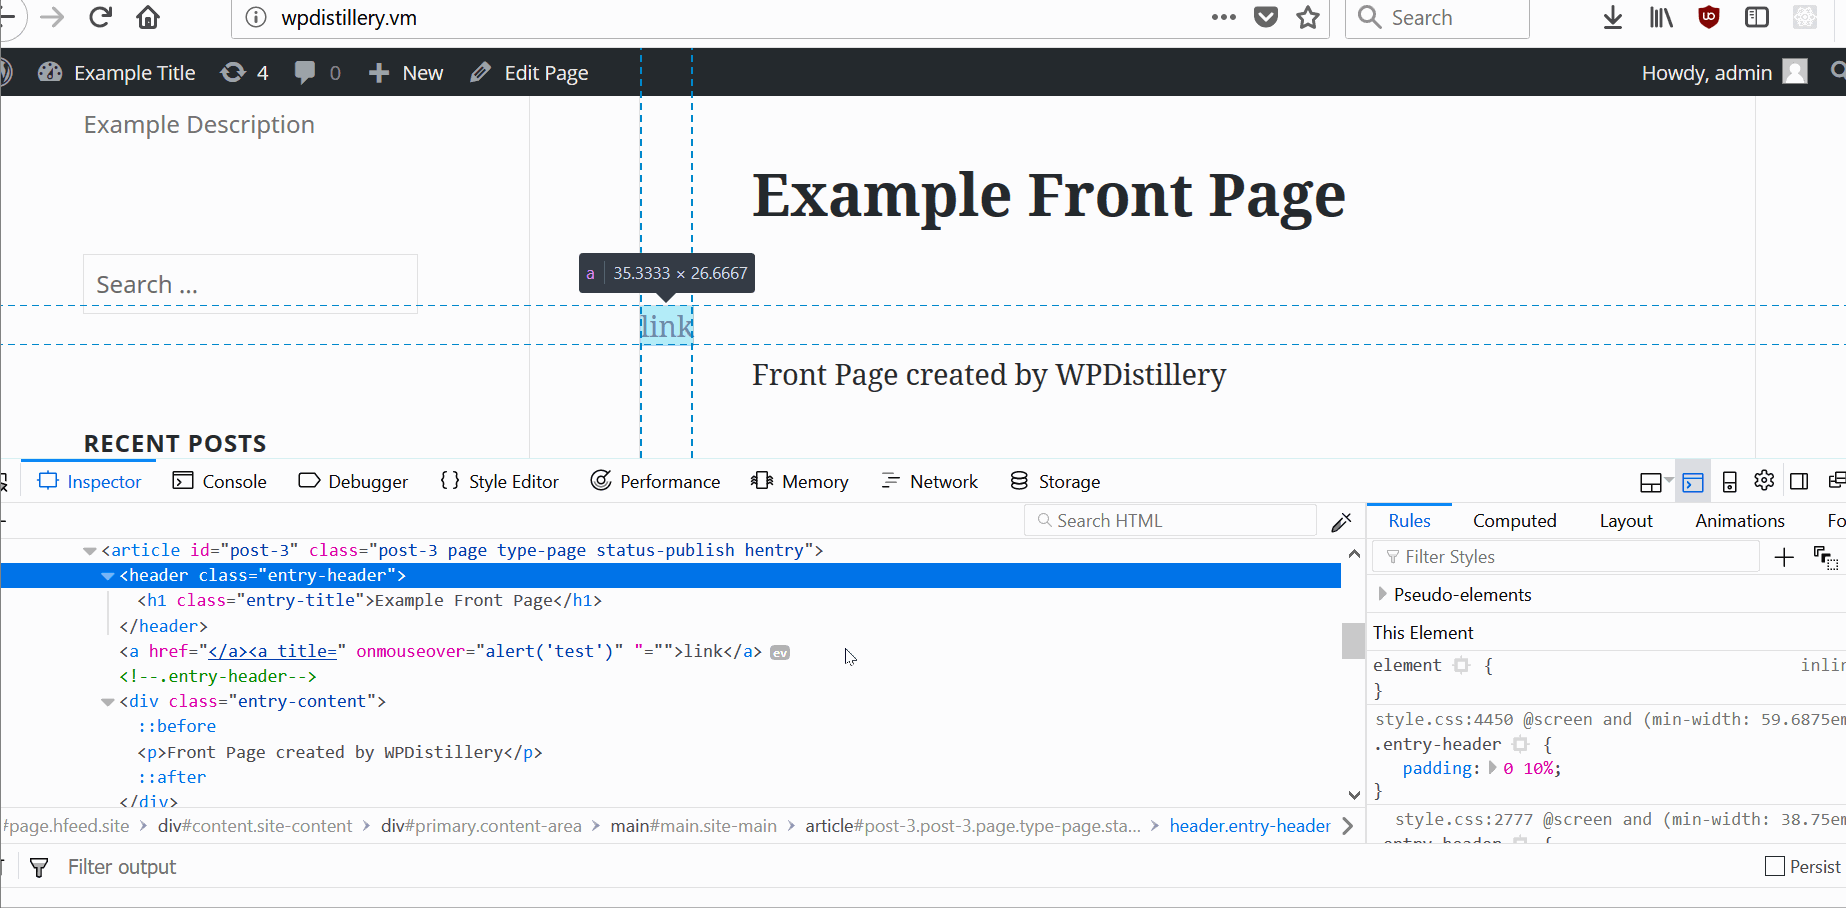 wpdistillery.vm
Search
Example Title 4 0 New Edit Page Howdy, admin
Example Description
Example Front Page
a 35.3333 × 26.6667
Search ...
link
Front Page created by WPDistillery
RECENT POSTS
Inspector Console Debugger {} Style Editor Performance Memory Network Storage
Search HTML
Rules Computed Layout Animations Fo
<article id="post-3" class="post-3 page type-page status-publish hentry">
Filter Styles
<header class="entry-header">
Pseudo-elements
<h1 class="entry-title">Example Front Page</h1>
</header>
This Element
<a href="</a><a title=" onmouseover="alert('test')" "="">link</a> ev
element { inlin
<!--.entry-header-->
}
<div class="entry-content">
style.css:4450 @screen and (min-width: 59.6875em
::before
.entry-header {
<p>Front Page created by WPDistillery</p>
padding: 0 10%;
::after
}
</div>
style.css:2777 @screen and (min-width: 38.75em
#page.hfeed.site > div#content.site-content > div#primary.content-area > main#main.site-main > article#post-3.post-3.page.type-page.sta... > header.entry-header
.entry-header {
Filter output
Persist